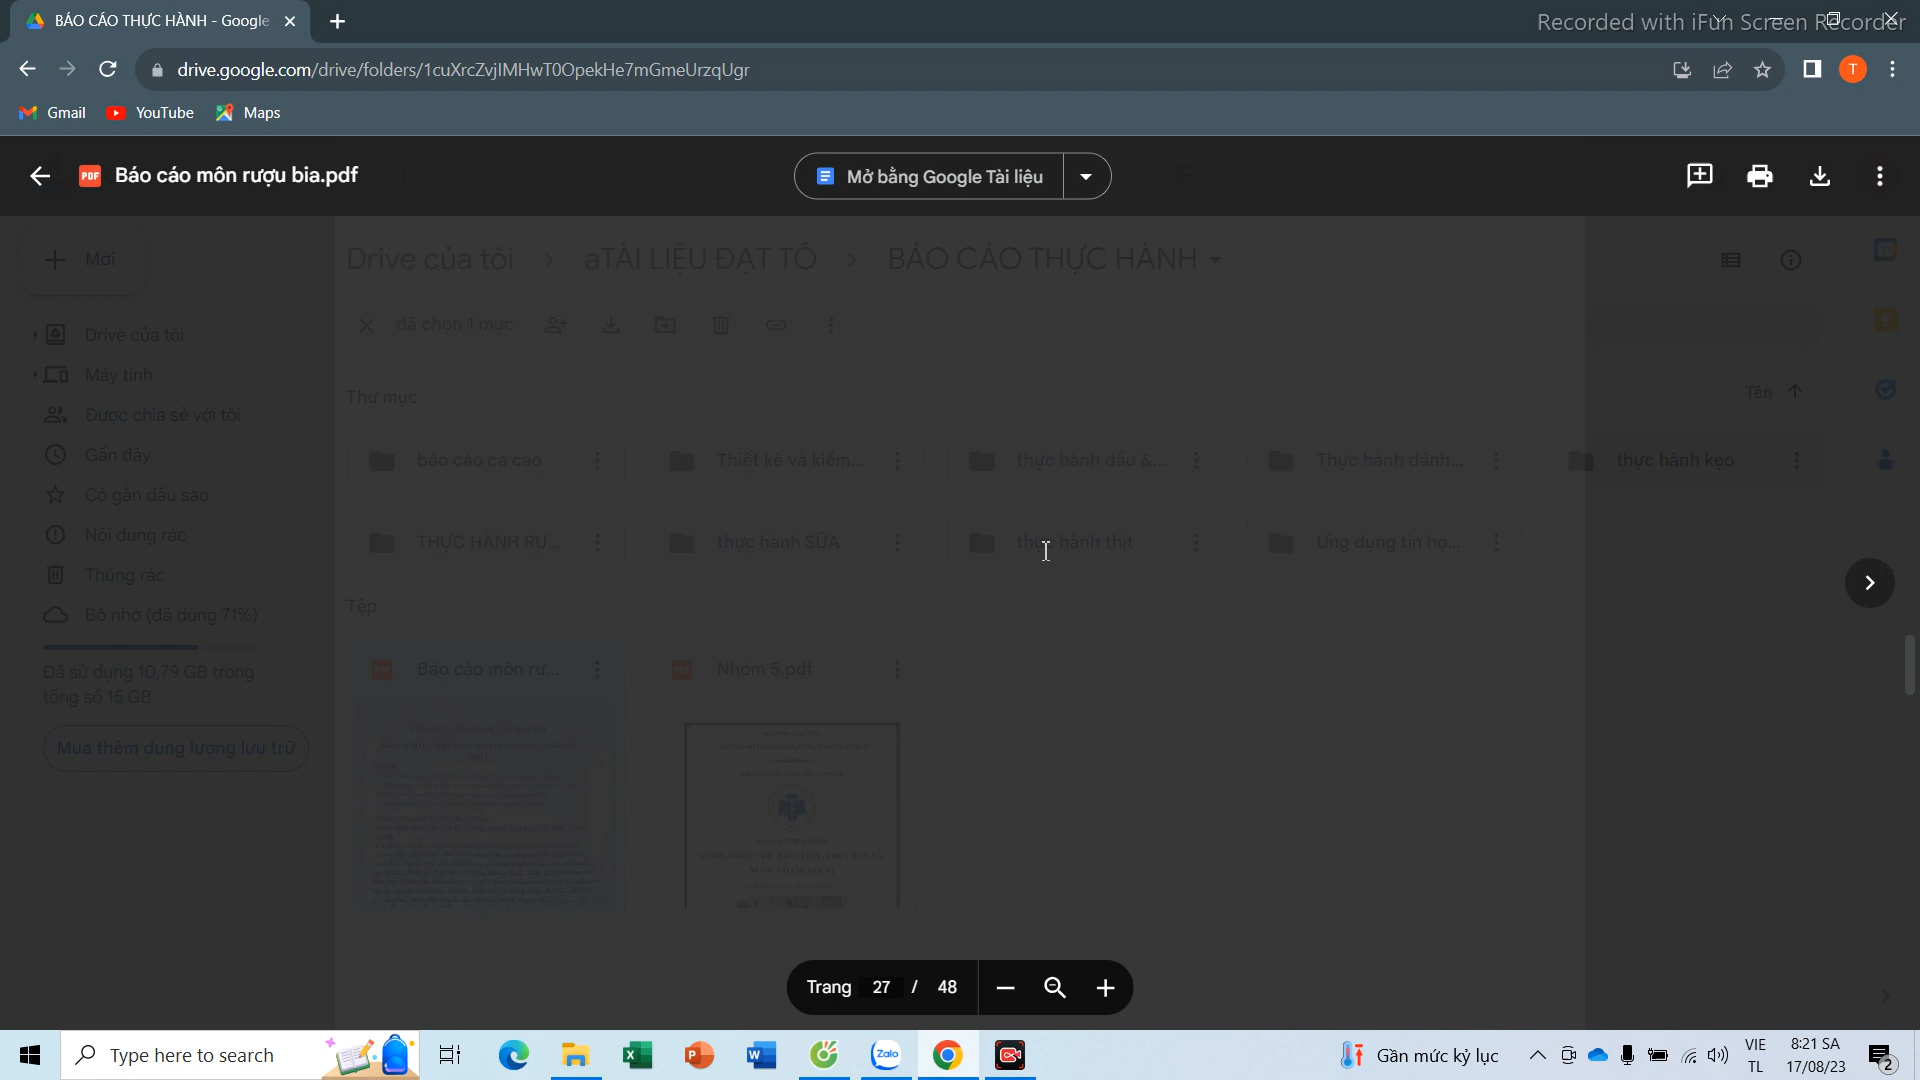 BÁO CÁO THỰC HÀNH - Google
Recorded with iFun Screen Recorder
drive.google.com/drive/folders/1cuXrcZvjIMHwT0OpekHe7mGmeUrzqUgr
T
Gmail
YouTube
Maps
PDF
Báo cáo môn rượu bia.pdf
Mở bằng Google Tài liệu
Mới
Drive của tôi
aTÀI LIỆU ĐẠT TÔ
BÁO CÁO THỰC HÀNH
Drive của tôi
Máy tính
Được chia sẻ với tôi
Gần đây
Có gắn dấu sao
Nội dung rác
Thùng rác
Bộ nhớ (đã dùng 71%)
Đã sử dụng 10,79 GB trong
tổng số 15 GB
Mua thêm dung lượng lưu trữ
đã chọn 1 mục
Thư mục
Tên
báo cáo ca cao
Thiết kế và kiểm...
thực hành dầu &...
Thực hành đánh...
thực hành kẹo
THỰC HÀNH RƯ...
thực hành SỮA
thực hành thịt
Ứng dụng tin họ...
Tệp
Báo cáo môn rư...
Nhóm 5.pdf
Trang 27 / 48
Type here to search
Zalo
Gần mức kỷ lục
VIE
TL
8:21 SA
17/08/23
2